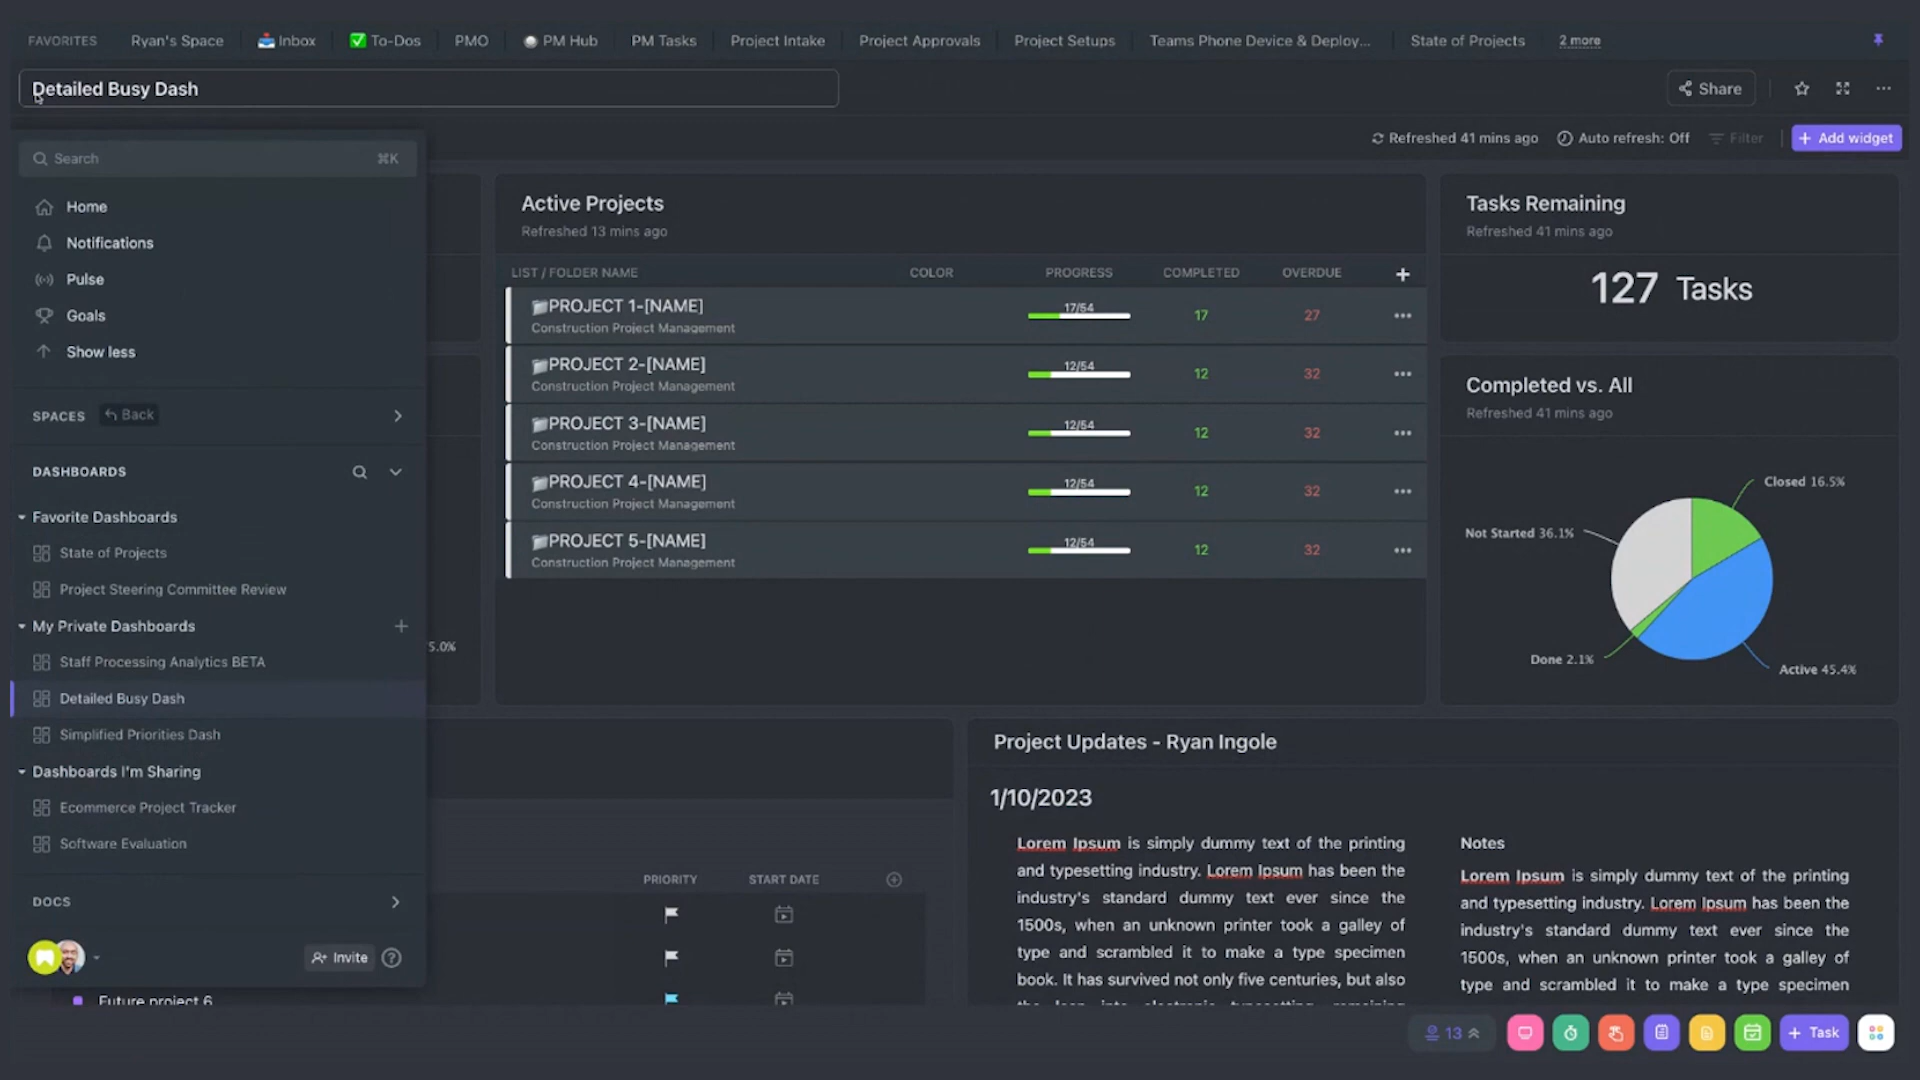 FAVORITES Ryan's Space Inbox To-Dos PMO PM Hub PM Tasks Project Intake Project Approvals Project Setups Teams Phone Device & Deploy... State of Projects 2 more
Detailed Busy Dash
Share
Refreshed 41 mins ago Auto refresh: Off Filter + Add widget
Search ⌘K
Home
Notifications
Pulse
Goals
Show less
SPACES Back
DASHBOARDS
Favorite Dashboards
State of Projects
Project Steering Committee Review
My Private Dashboards
Staff Processing Analytics BETA
Detailed Busy Dash
Simplified Priorities Dash
Dashboards I'm Sharing
Ecommerce Project Tracker
Software Evaluation
DOCS
Invite
5.0%
Active Projects
Refreshed 13 mins ago
LIST / FOLDER NAME COLOR PROGRESS COMPLETED OVERDUE
PROJECT 1-[NAME] 17/54 17 27
Construction Project Management
PROJECT 2-[NAME] 12/54 12 32
Construction Project Management
PROJECT 3-[NAME] 12/54 12 32
Construction Project Management
PROJECT 4-[NAME] 12/54 12 32
Construction Project Management
PROJECT 5-[NAME] 12/54 12 32
Construction Project Management
Tasks Remaining
Refreshed 41 mins ago
127 Tasks
Completed vs. All
Refreshed 41 mins ago
Closed 16.5%
Not Started 36.1%
Done 2.1%
Active 45.4%
PRIORITY START DATE
Future project 6
Project Updates - Ryan Ingole
1/10/2023
Lorem Ipsum is simply dummy text of the printing
and typesetting industry. Lorem Ipsum has been the
industry's standard dummy text ever since the
1500s, when an unknown printer took a galley of
type and scrambled it to make a type specimen
book. It has survived not only five centuries, but also
the leap into electronic typesetting, remaining
Notes
Lorem Ipsum is simply dummy text of the printing
and typesetting industry. Lorem Ipsum has been the
industry's standard dummy text ever since the
1500s, when an unknown printer took a galley of
type and scrambled it to make a type specimen
13
+ Task